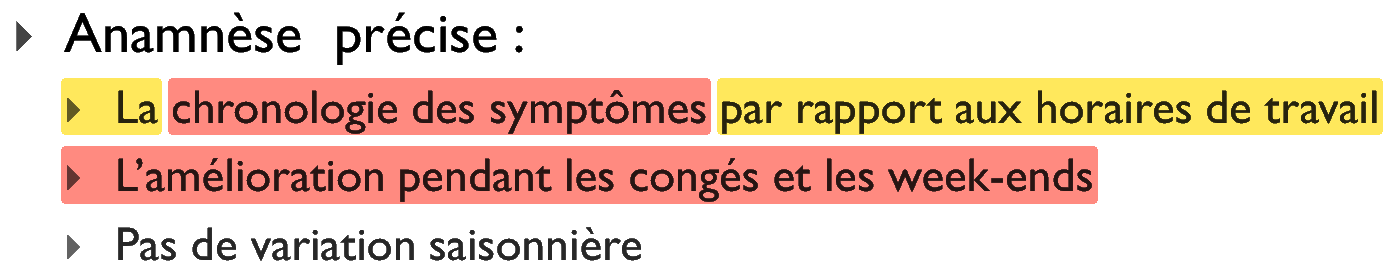 Anamnèse précise :
La chronologie des symptômes par rapport aux horaires de travail
L’amélioration pendant les congés et les week-ends
Pas de variation saisonnière